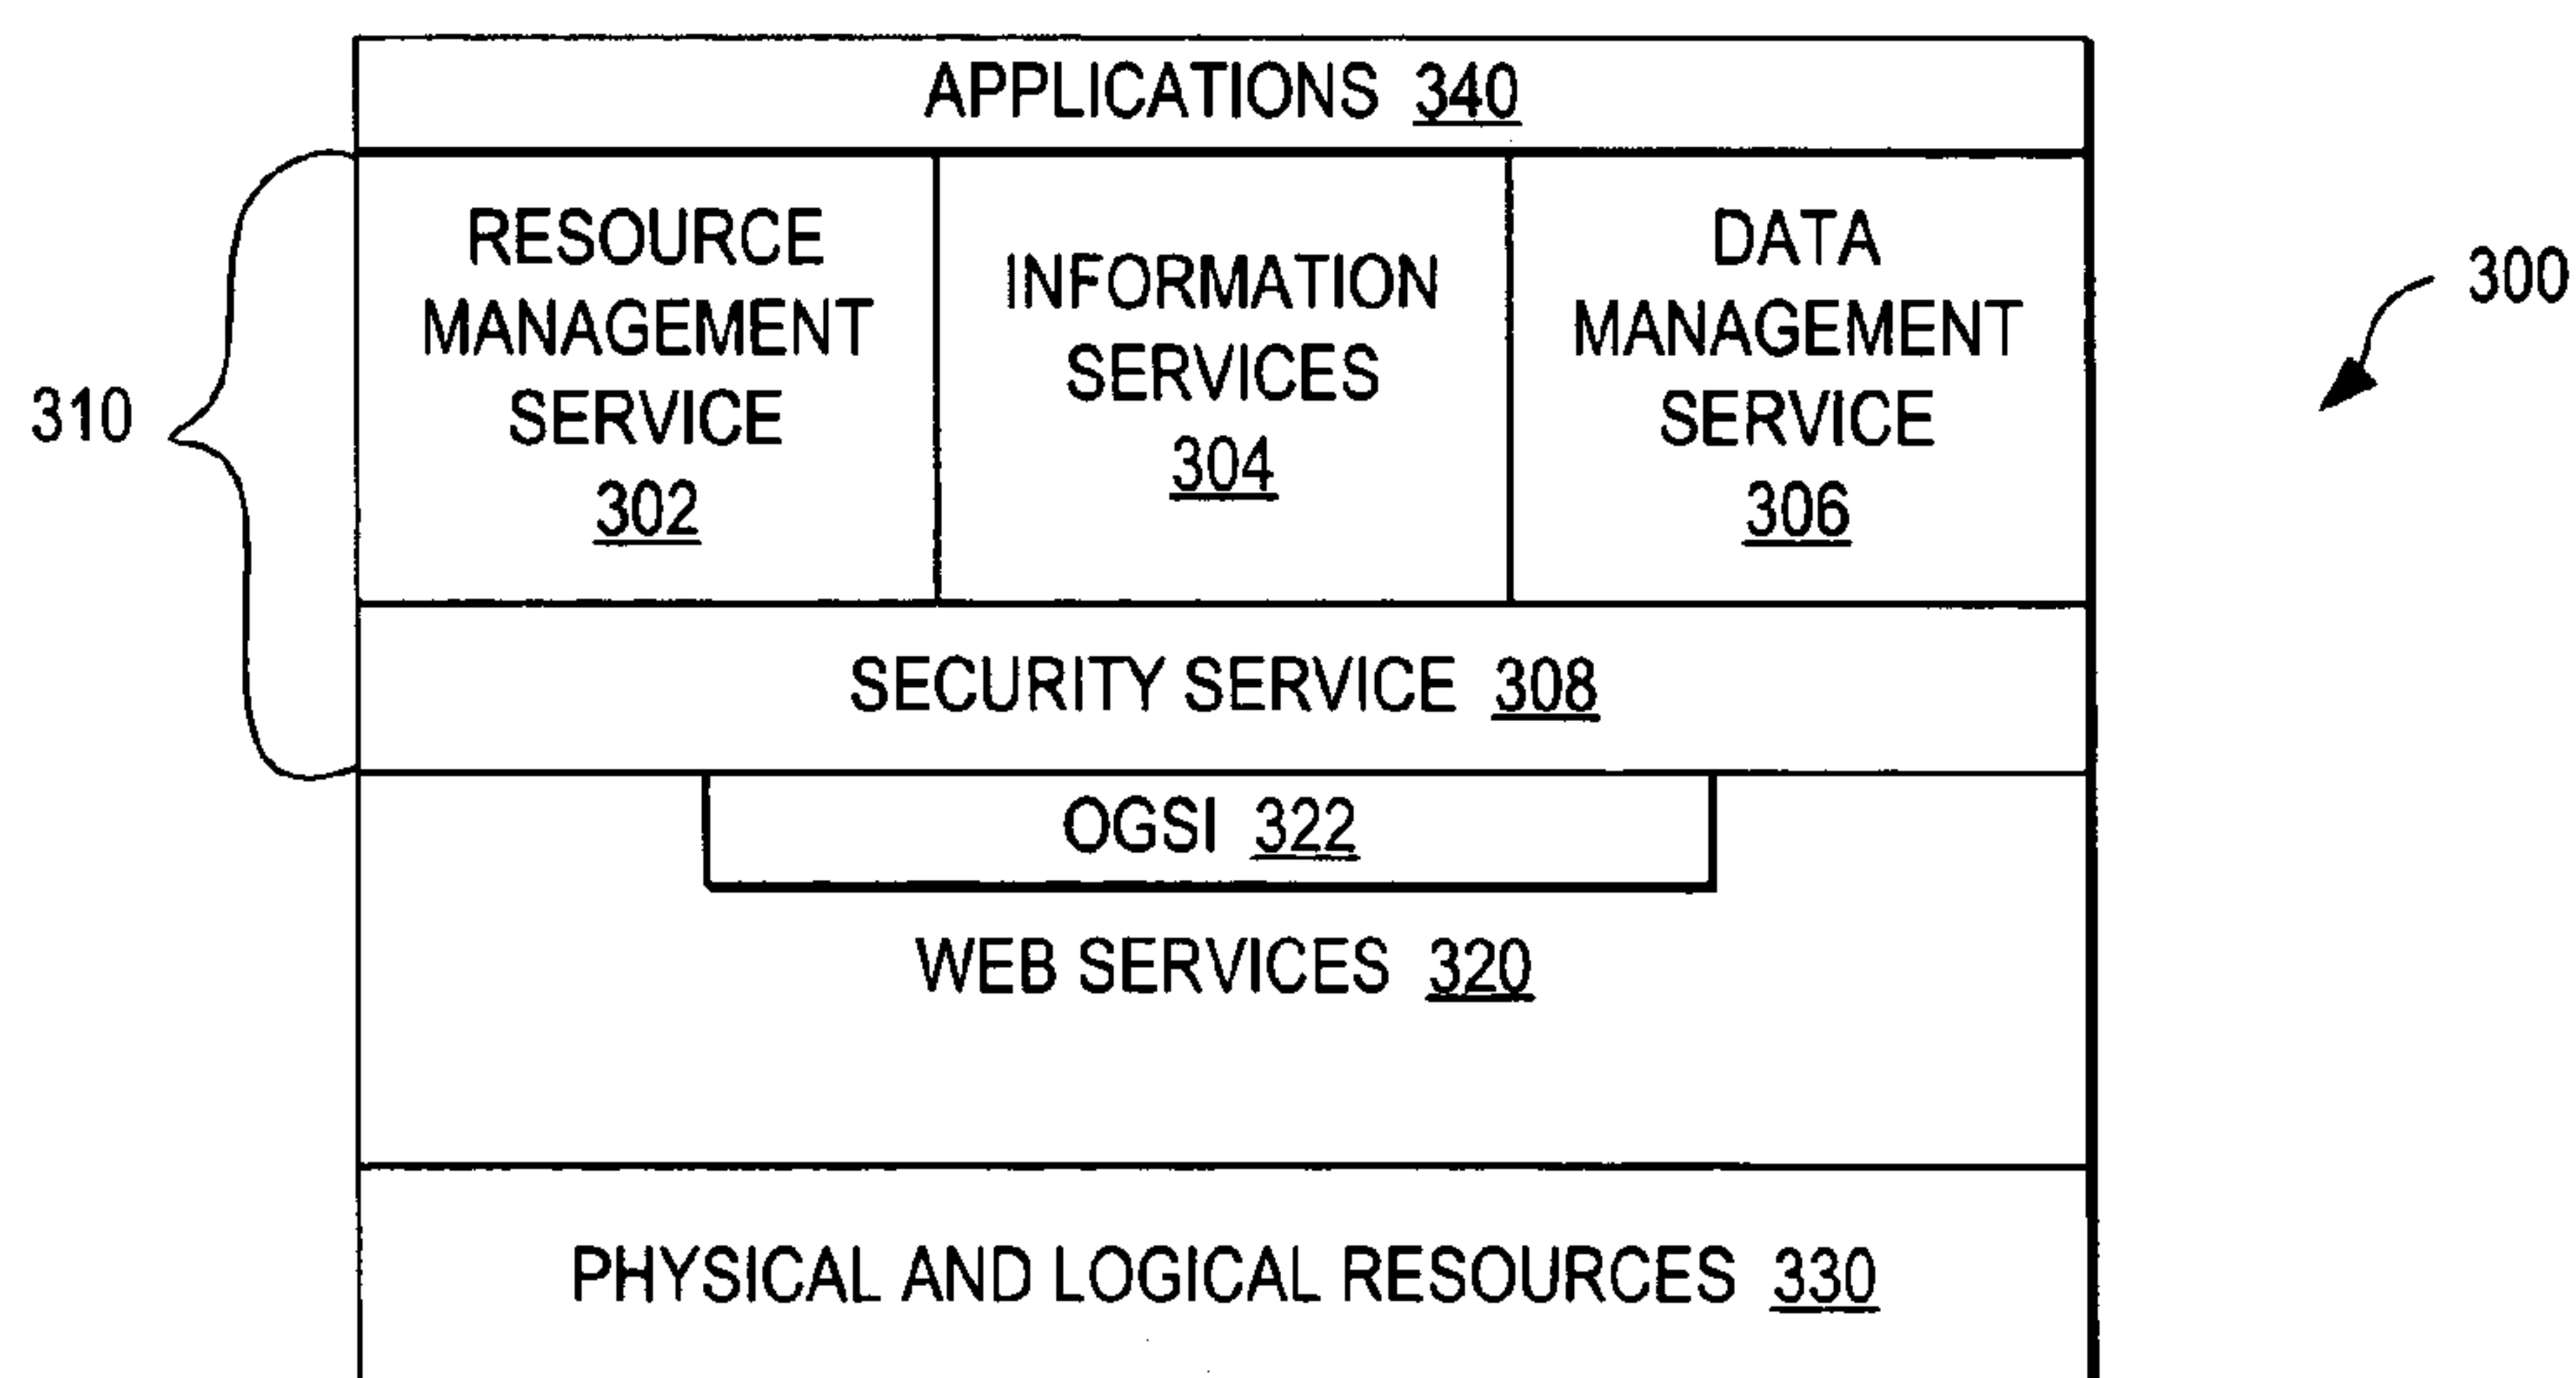 APPLICATIONS 340
RESOURCE
MANAGEMENT
SERVICE
302
INFORMATION
SERVICES
304
DATA
MANAGEMENT
SERVICE
306
300
310
SECURITY SERVICE 308
OGSI 322
WEB SERVICES 320
PHYSICAL AND LOGICAL RESOURCES 330